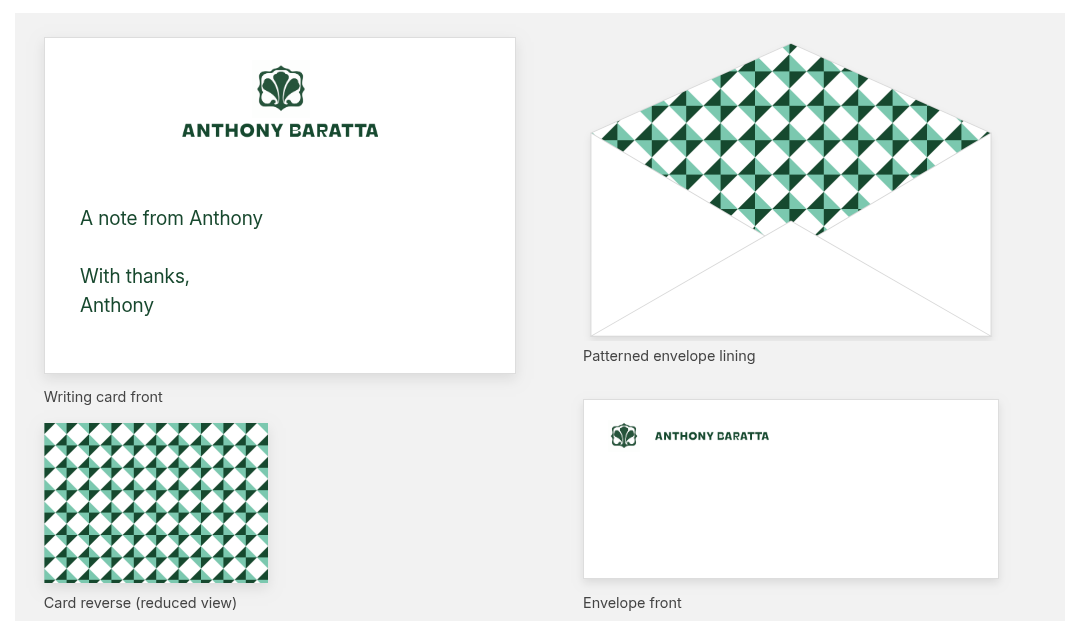 ANTHONY BARATTA
A note from Anthony
With thanks,
Anthony
Writing card front
Card reverse (reduced view)
Patterned envelope lining
ANTHONY BARATTA
Envelope front